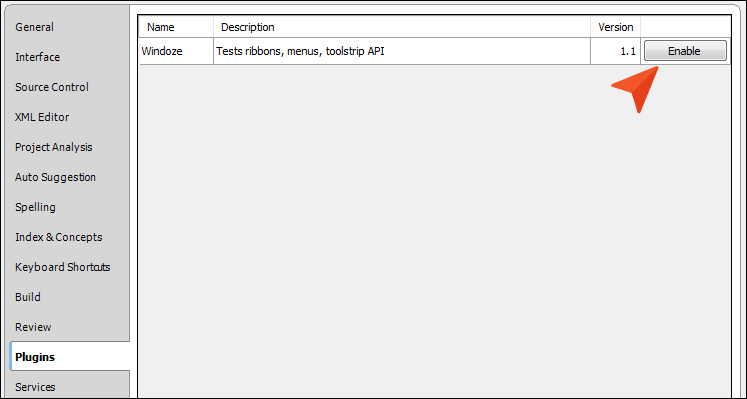 General
Interface
Source Control
XML Editor
Project Analysis
Auto Suggestion
Spelling
Index & Concepts
Keyboard Shortcuts
Build
Review
Plugins
Services
Name Description Version
Windoze Tests ribbons, menus, toolstrip API 1.1 Enable